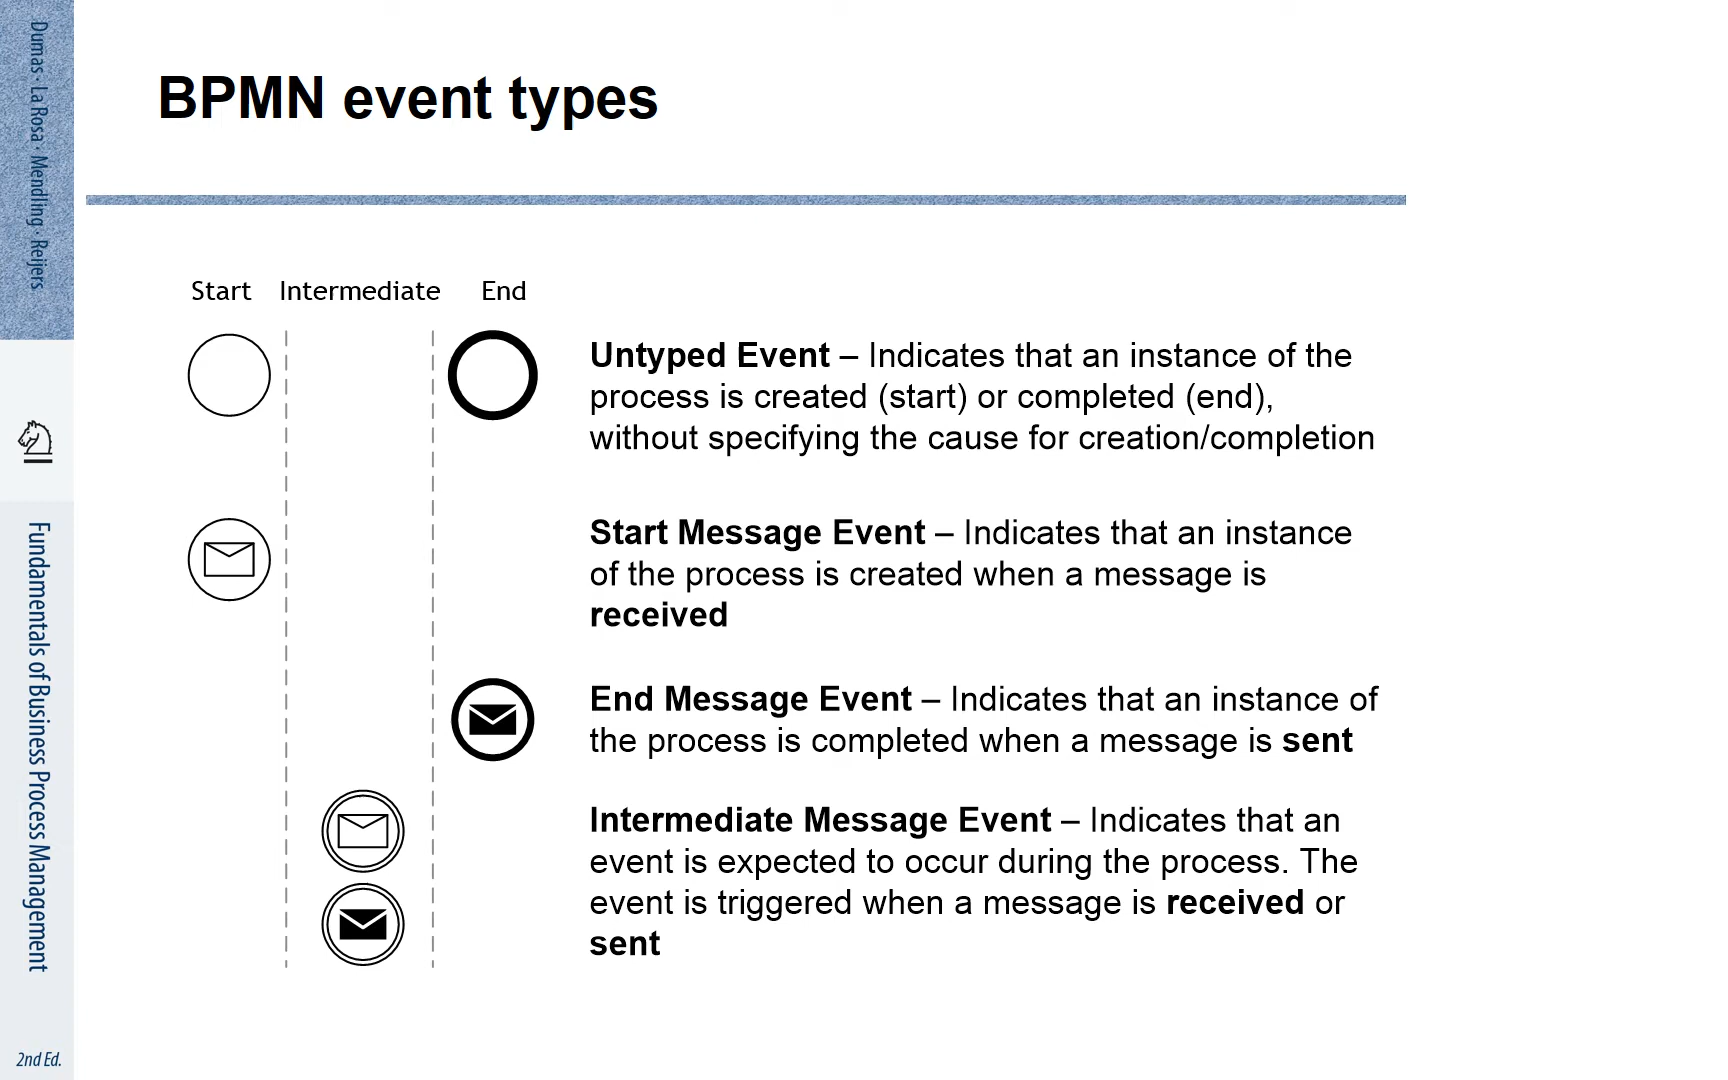 BPMN event types
Start Intermediate End
Untyped Event – Indicates that an instance of the
process is created (start) or completed (end),
without specifying the cause for creation/completion
Start Message Event – Indicates that an instance
of the process is created when a message is
received
End Message Event – Indicates that an instance of
the process is completed when a message is sent
Intermediate Message Event – Indicates that an
event is expected to occur during the process. The
event is triggered when a message is received or
sent
Dumas · La Rosa · Mendling · Reijers
Fundamentals of Business Process Management
2nd Ed.